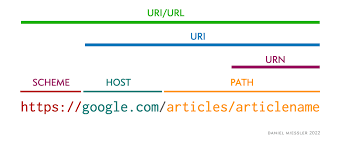 URI/URL
URI
URN
SCHEME HOST PATH
https://google.com/articles/articlename
DANIEL MIESSLER 2022